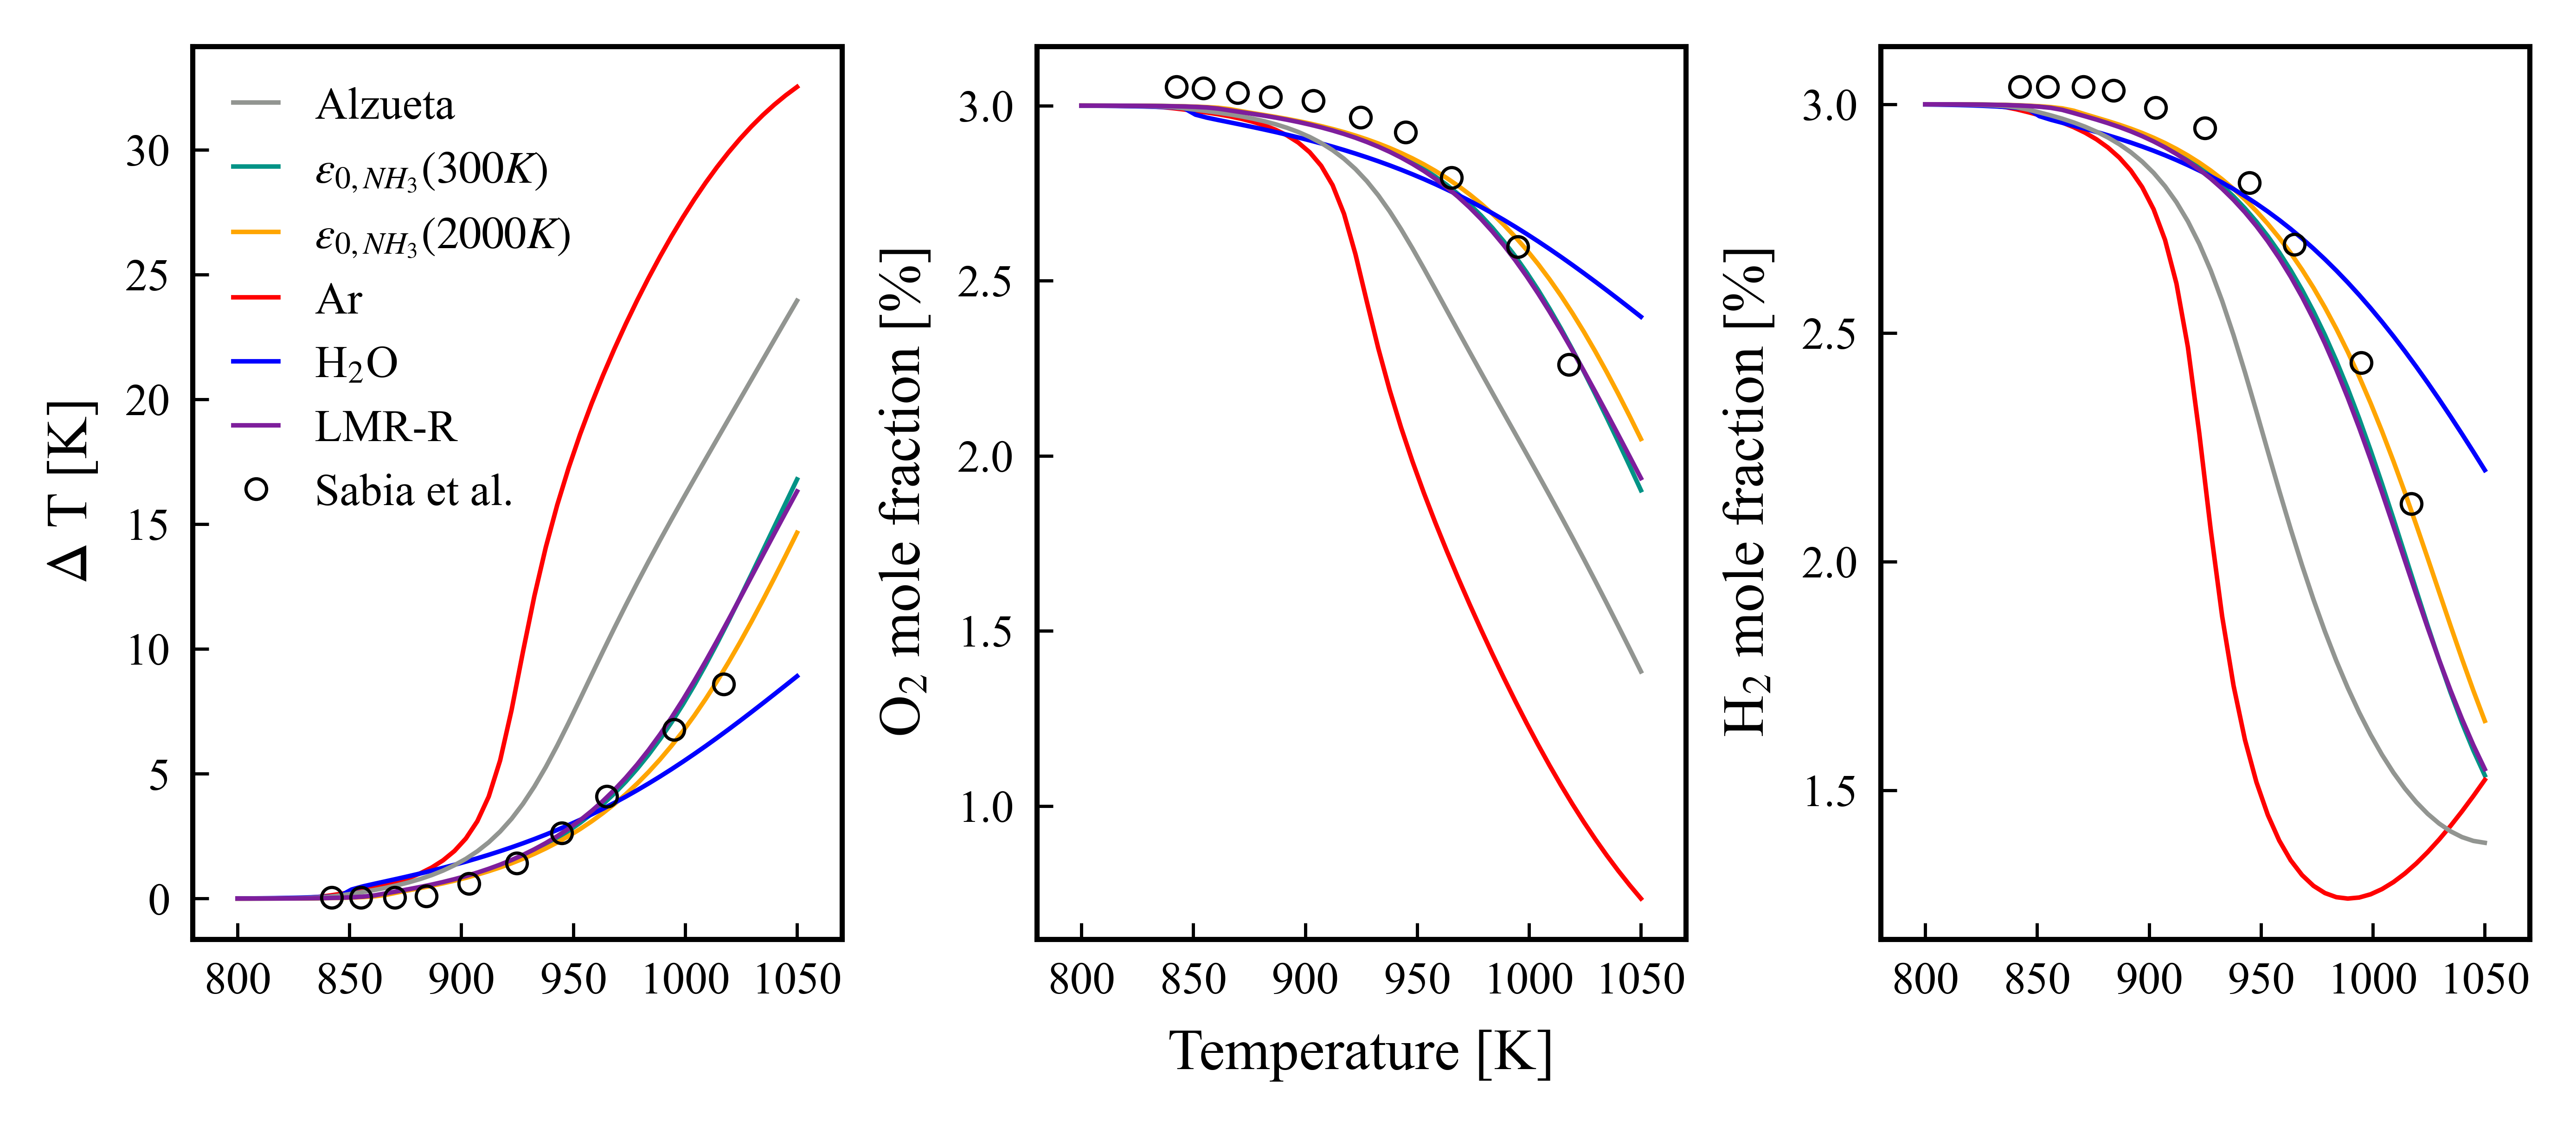 Δ T [K]
30
25
20
15
10
5
0
800 850 900 950 1000 1050
Alzueta
ε0,NH3(300K)
ε0,NH3(2000K)
Ar
H2O
LMR-R
Sabia et al.
O2 mole fraction [%]
3.0
2.5
2.0
1.5
1.0
800 850 900 950 1000 1050
H2 mole fraction [%]
3.0
2.5
2.0
1.5
800 850 900 950 1000 1050
Temperature [K]